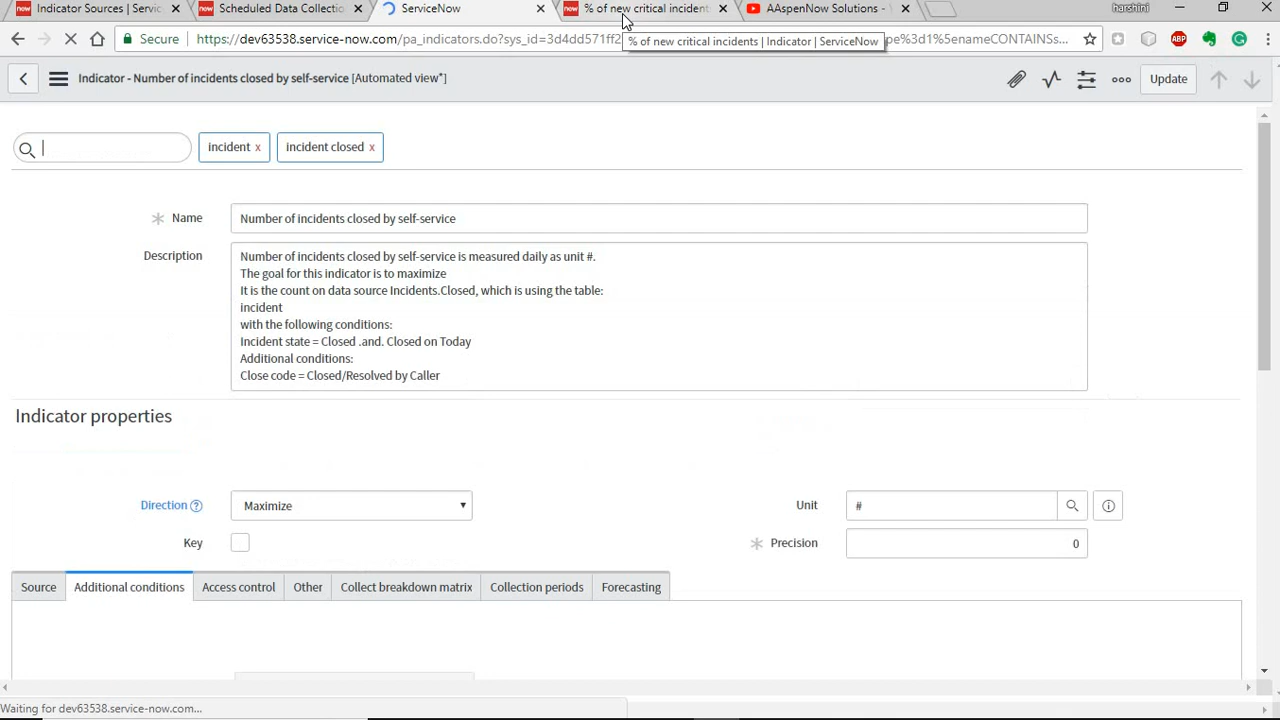 Indicator Sources | Servic
Scheduled Data Collectio
ServiceNow
% of new critical incident
AAspenNow Solutions -
harshini
Secure
https://dev63538.service-now.com/pa_indicators.do?sys_id=3d4dd571ff2
pe%3d1%5enameCONTAINSs...
% of new critical incidents | Indicator | ServiceNow
ABP
Indicator - Number of incidents closed by self-service [Automated view*]
Update
incident x
incident closed x
Name
Number of incidents closed by self-service
Description
Number of incidents closed by self-service is measured daily as unit #.
The goal for this indicator is to maximize
It is the count on data source Incidents.Closed, which is using the table:
incident
with the following conditions:
Incident state = Closed .and. Closed on Today
Additional conditions:
Close code = Closed/Resolved by Caller
Indicator properties
Direction
Maximize
Unit
#
Key
Precision
0
Source
Additional conditions
Access control
Other
Collect breakdown matrix
Collection periods
Forecasting
Waiting for dev63538.service-now.com...